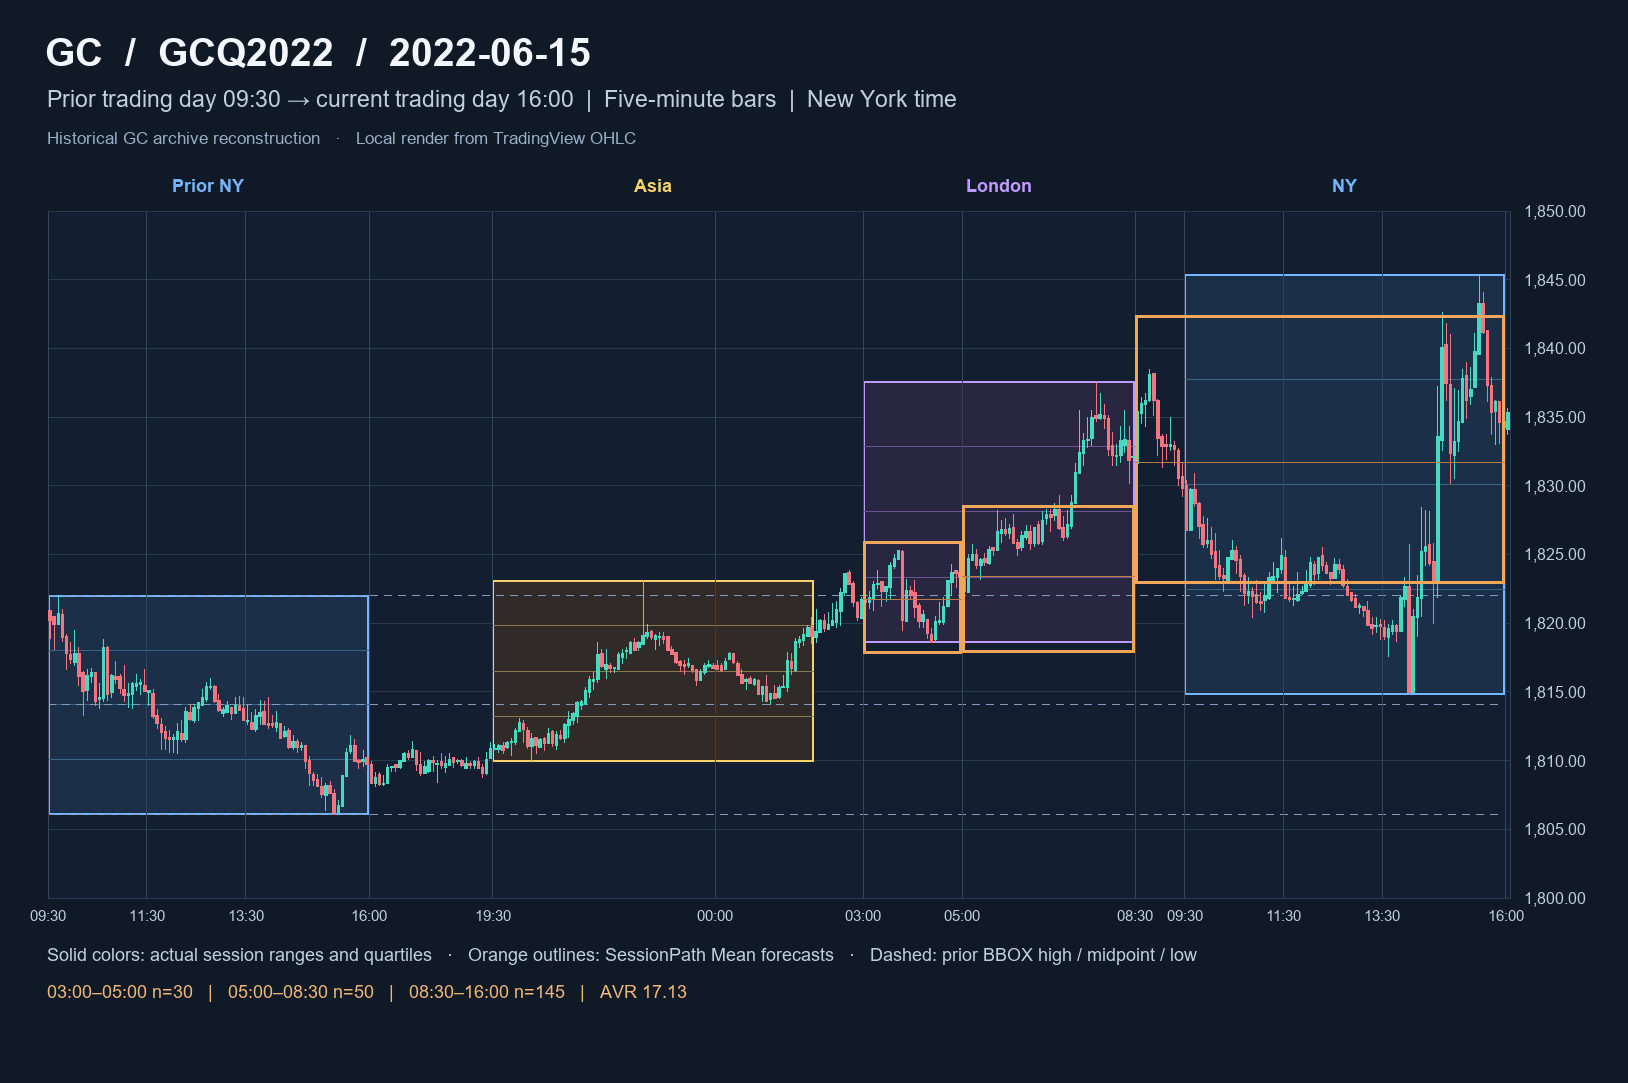 GC / GCQ2022 / 2022-06-15
Prior trading day 09:30 → current trading day 16:00 | Five-minute bars | New York time
Historical GC archive reconstruction · Local render from TradingView OHLC
Prior NY Asia London NY
1,850.00
1,845.00
1,840.00
1,835.00
1,830.00
1,825.00
1,820.00
1,815.00
1,810.00
1,805.00
1,800.00
09:30 11:30 13:30 16:00 19:30 00:00 03:00 05:00 08:30 09:30 11:30 13:30 16:00
Solid colors: actual session ranges and quartiles · Orange outlines: SessionPath Mean forecasts · Dashed: prior BBOX high / midpoint / low
03:00–05:00 n=30 | 05:00–08:30 n=50 | 08:30–16:00 n=145 | AVR 17.13